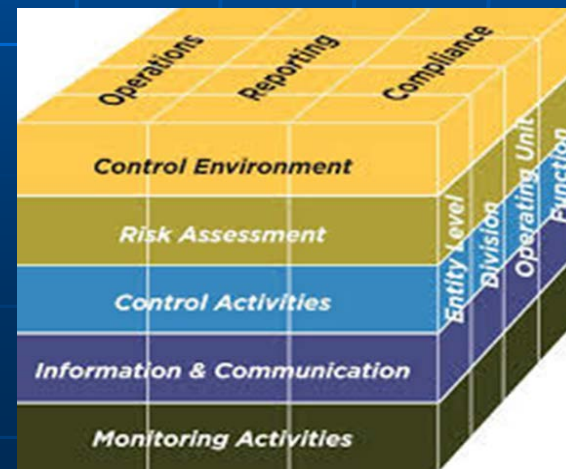 Operations
Reporting
Compliance
Control Environment
Risk Assessment
Control Activities
Information & Communication
Monitoring Activities
Entity Level
Division
Operating Unit
Function